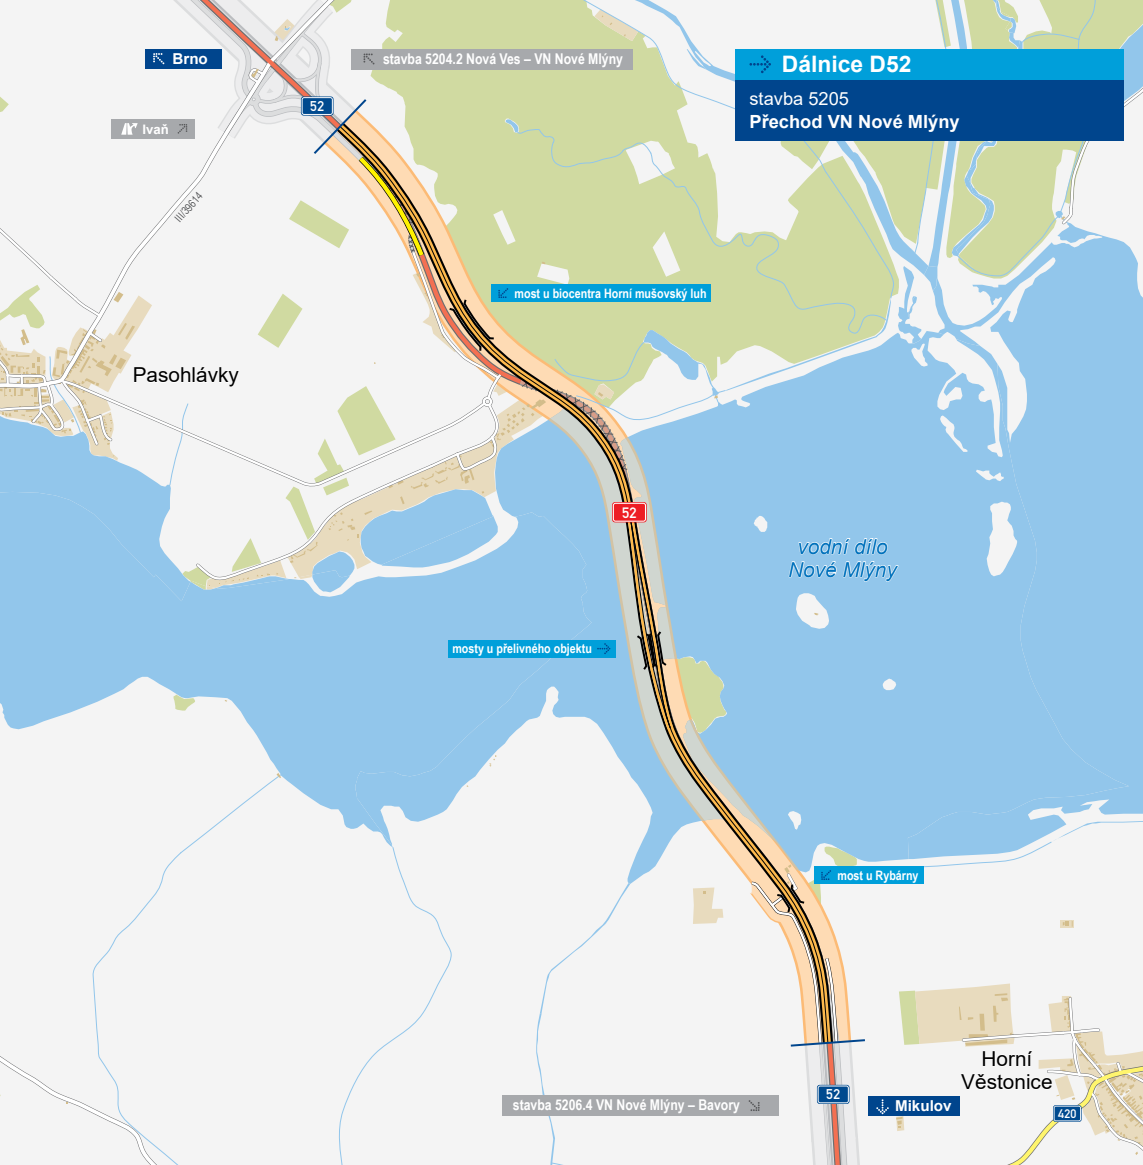 Brno
stavba 5204.2 Nová Ves – VN Nové Mlýny
Dálnice D52
stavba 5205
Přechod VN Nové Mlýny
52
Ivaň
III/39614
most u biocentra Horní mušovský luh
Pasohlávky
52
vodní dílo
Nové Mlýny
mosty u přelivného objektu
most u Rybárny
Horní
Věstonice
52
stavba 5206.4 VN Nové Mlýny – Bavory
Mikulov
420